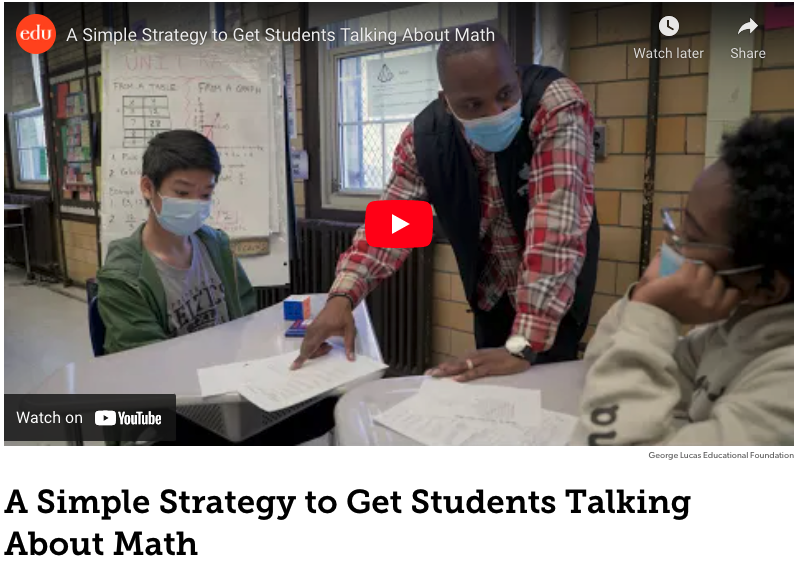 edu
A Simple Strategy to Get Students Talking About Math
Watch later
Share
UNIT RATE
FROM A TABLE
FROM A GRAPH
Watch on YouTube
George Lucas Educational Foundation
A Simple Strategy to Get Students Talking
About Math